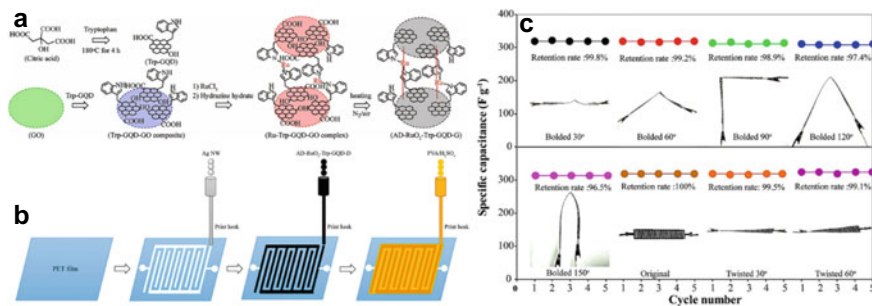 a
Tryptophan
180°C for 4 h
(Citric acid)
(Trp-GQD)
(GO)
Trp-GQD
(Trp-GQD-GO composite)
1) RuCl₃
2) Hydrazine hydrate
(Ru-Trp-GQD-GO complex)
heating
N₂/air
(AD-RuO₂-Trp-GQD-G)
b
PET film
Ag NW
Print hook
AD-RuO₂-Trp-GQD-D
Print hook
PVA/H₂SO₄
Print hook
c
Specific capacitance (F g⁻¹)
400
300
200
100
0
300
200
100
0
Retention rate :99.8%
Retention rate :99.2%
Retention rate :98.9%
Retention rate :97.4%
Bolded 30°
Bolded 60°
Bolded 90°
Bolded 120°
Retention rate :96.5%
Retention rate :100%
Retention rate: 99.5%
Retention rate :99.1%
Bolded 150°
Original
Twisted 30°
Twisted 60°
0 1 2 3 4 5 1 2 3 4 5 1 2 3 4 5 1 2 3 4 5
Cycle number